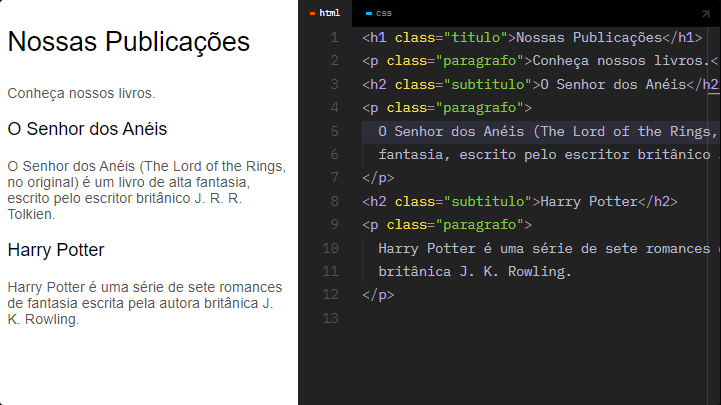 Nossas Publicações
Conheça nossos livros.
O Senhor dos Anéis
O Senhor dos Anéis (The Lord of the Rings,
no original) é um livro de alta fantasia,
escrito pelo escritor britânico J. R. R.
Tolkien.
Harry Potter
Harry Potter é uma série de sete romances
de fantasia escrita pela autora britânica J.
K. Rowling.
html css
1 <h1 class="titulo">Nossas Publicações</h1>
2 <p class="paragrafo">Conheça nossos livros.<
3 <h2 class="subtitulo">O Senhor dos Anéis</h2
4 <p class="paragrafo">
5 O Senhor dos Anéis (The Lord of the Rings,
6 fantasia, escrito pelo escritor britânico
7 </p>
8 <h2 class="subtitulo">Harry Potter</h2>
9 <p class="paragrafo">
10 Harry Potter é uma série de sete romances
11 britânica J. K. Rowling.
12 </p>
13